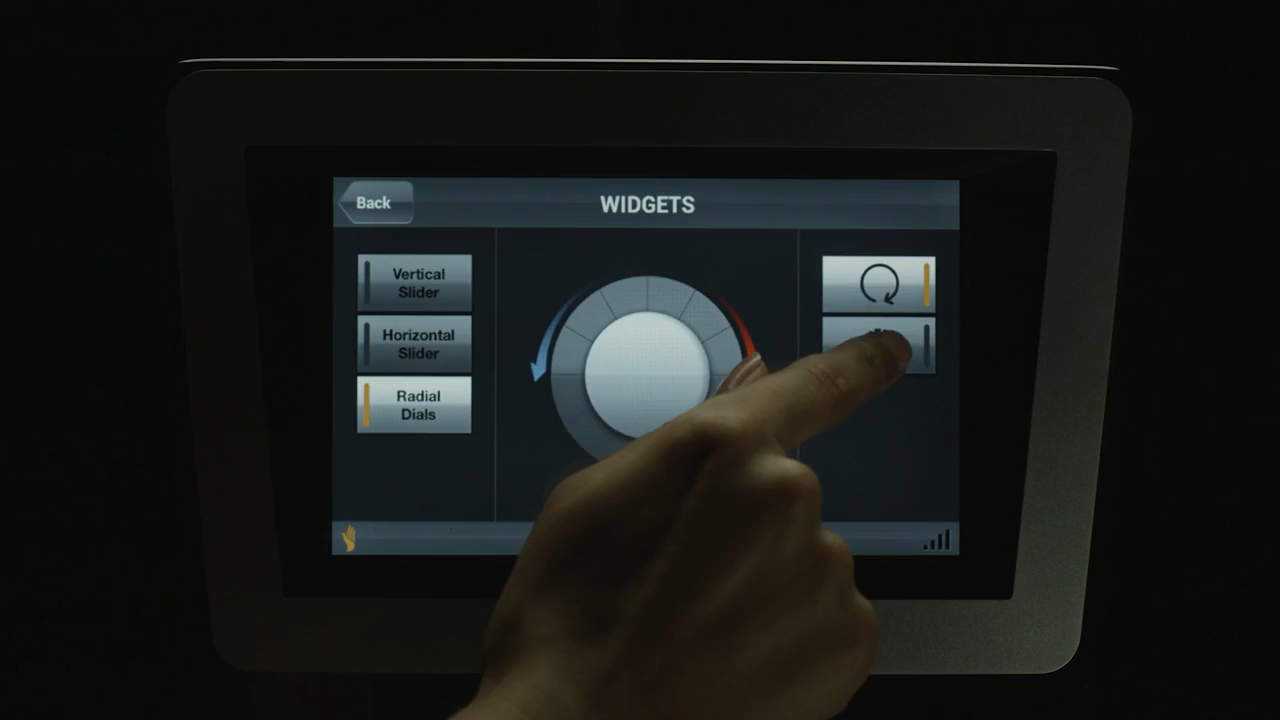 Back
WIDGETS
Vertical
Slider
Horizontal
Slider
Radial
Dials